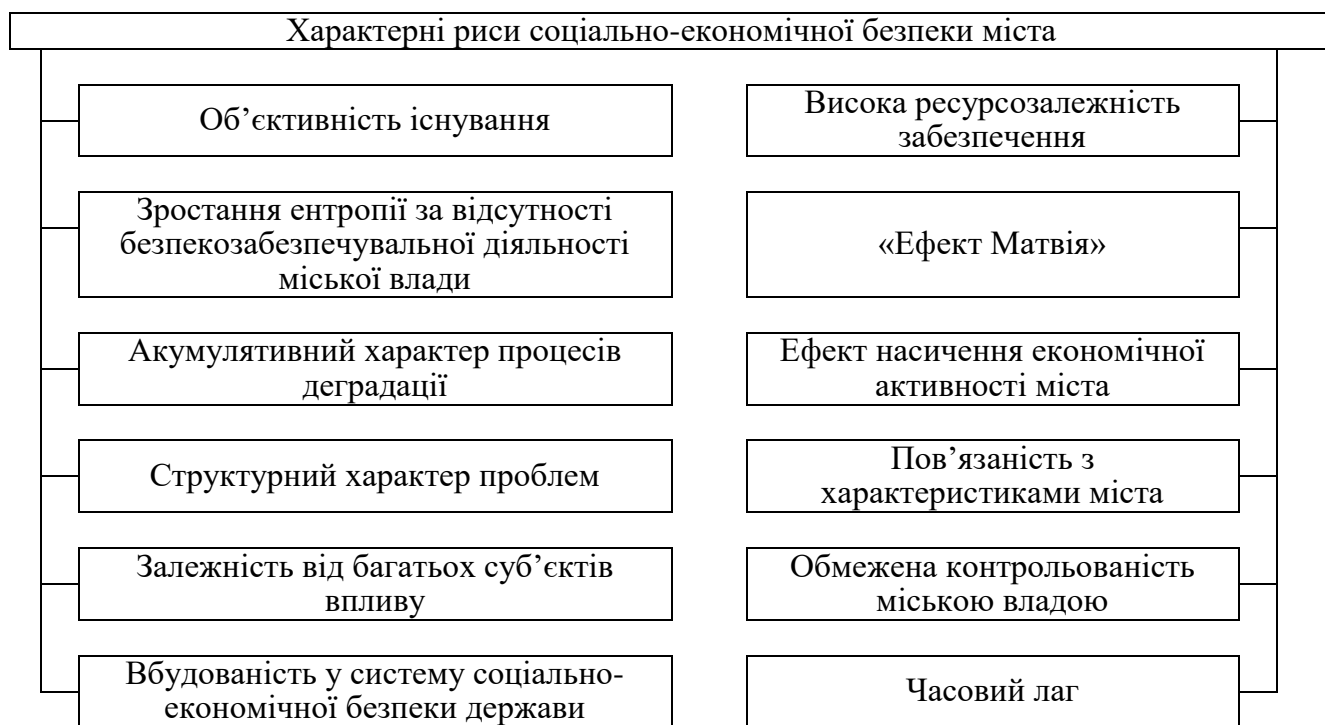 Характерні риси соціально-економічної безпеки міста
Об’єктивність існування
Висока ресурсозалежність
забезпечення
Зростання ентропії за відсутності
безпекозабезпечувальної діяльності
міської влади
«Ефект Матвія»
Акумулятивний характер процесів
деградації
Ефект насичення економічної
активності міста
Структурний характер проблем
Пов’язаність з
характеристиками міста
Залежність від багатьох суб’єктів
впливу
Обмежена контрольованість
міською владою
Вбудованість у систему соціально-
економічної безпеки держави
Часовий лаг